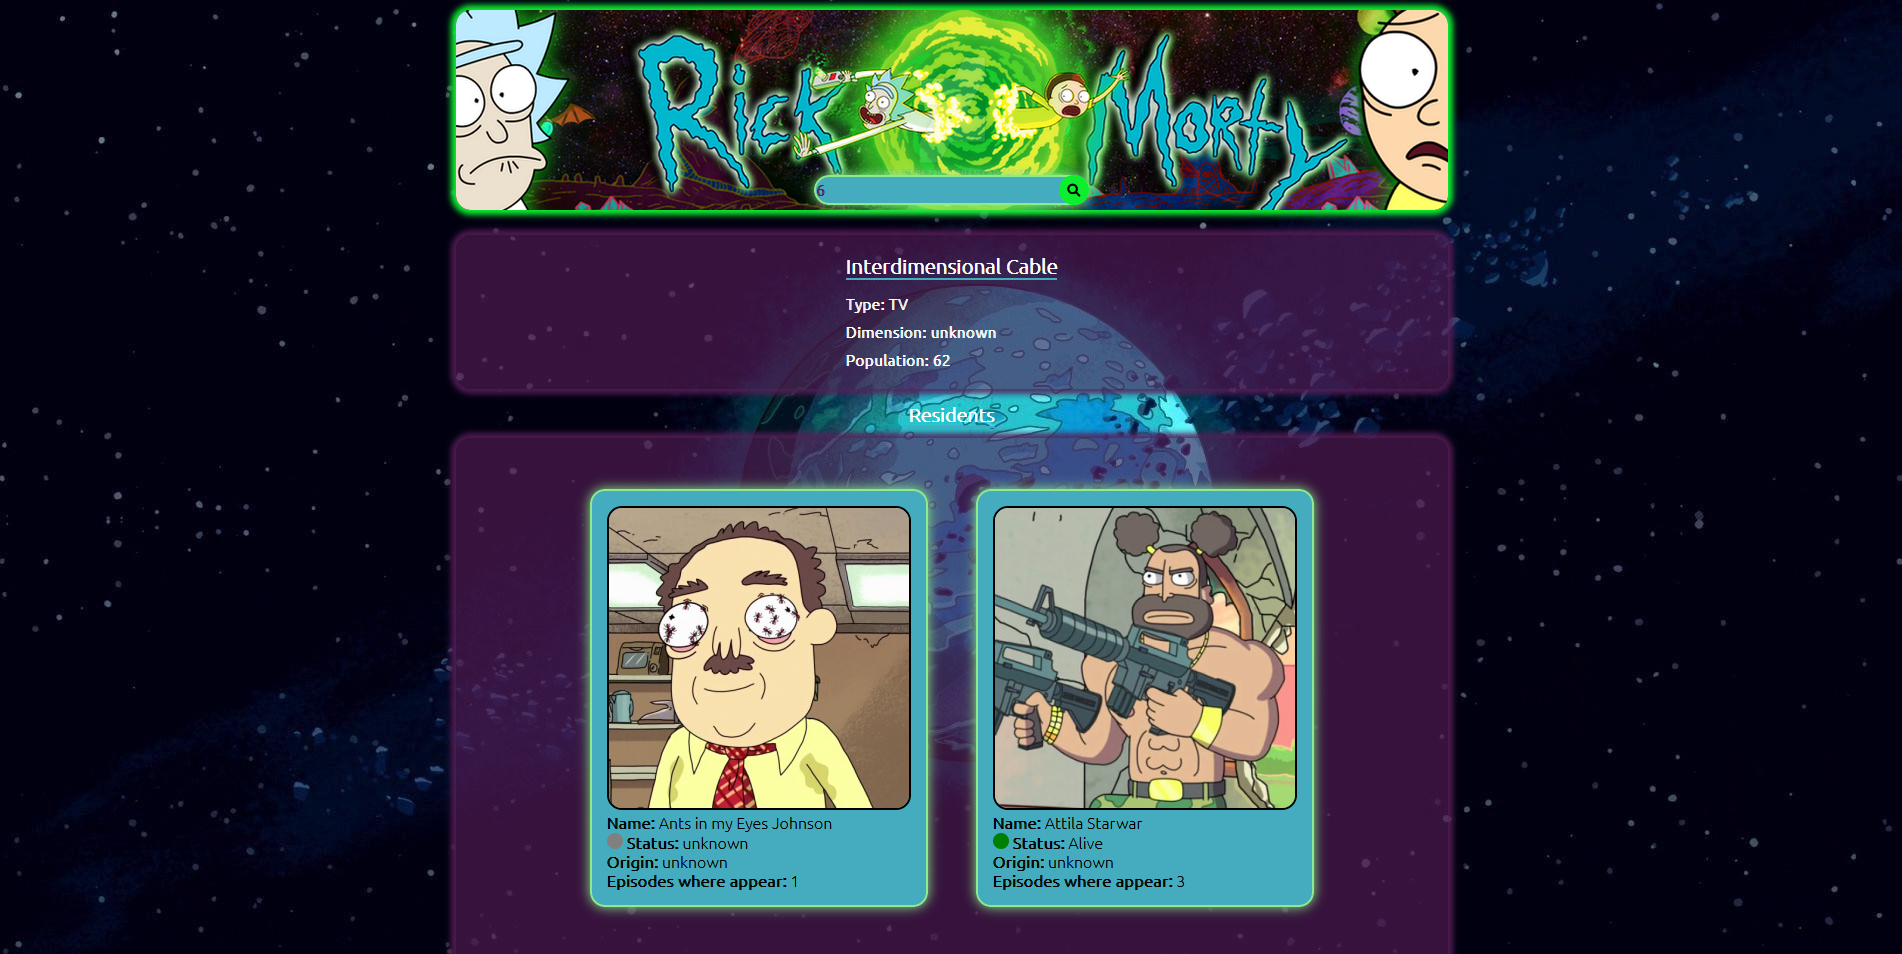 Rick Morty
6
Interdimensional Cable
Type: TV
Dimension: unknown
Population: 62
Residents
Name: Ants in my Eyes Johnson
Status: unknown
Origin: unknown
Episodes where appear: 1
Name: Attila Starwar
Status: Alive
Origin: unknown
Episodes where appear: 3